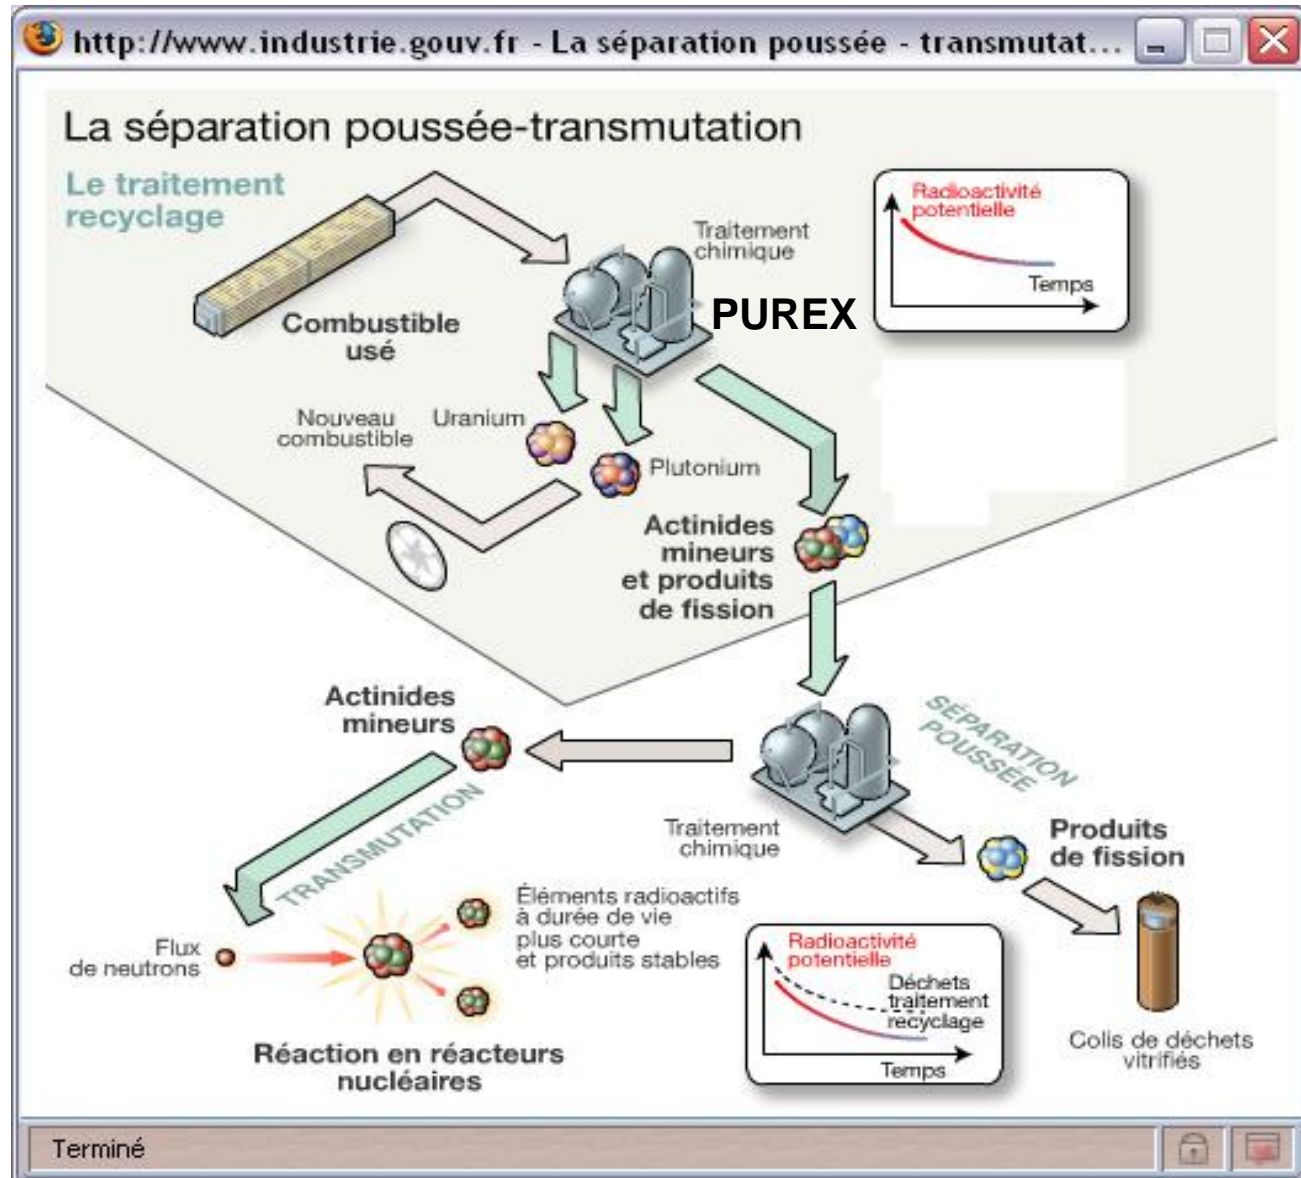 http://www.industrie.gouv.fr - La séparation poussée - transmutat...
La séparation poussée-transmutation
Le traitement
recyclage
Radioactivité
potentielle
Temps
Traitement
chimique
PUREX
Combustible
usé
Nouveau
combustible
Uranium
Plutonium
Actinides
mineurs
et produits
de fission
Actinides
mineurs
SÉPARATION
POUSSÉE
TRANSMUTATION
Traitement
chimique
Produits
de fission
Flux
de neutrons
Éléments radioactifs
à durée de vie
plus courte
et produits stables
Réaction en réacteurs
nucléaires
Radioactivité
potentielle
Déchets
traitement
recyclage
Temps
Colis de déchets
vitrifiés
Terminé